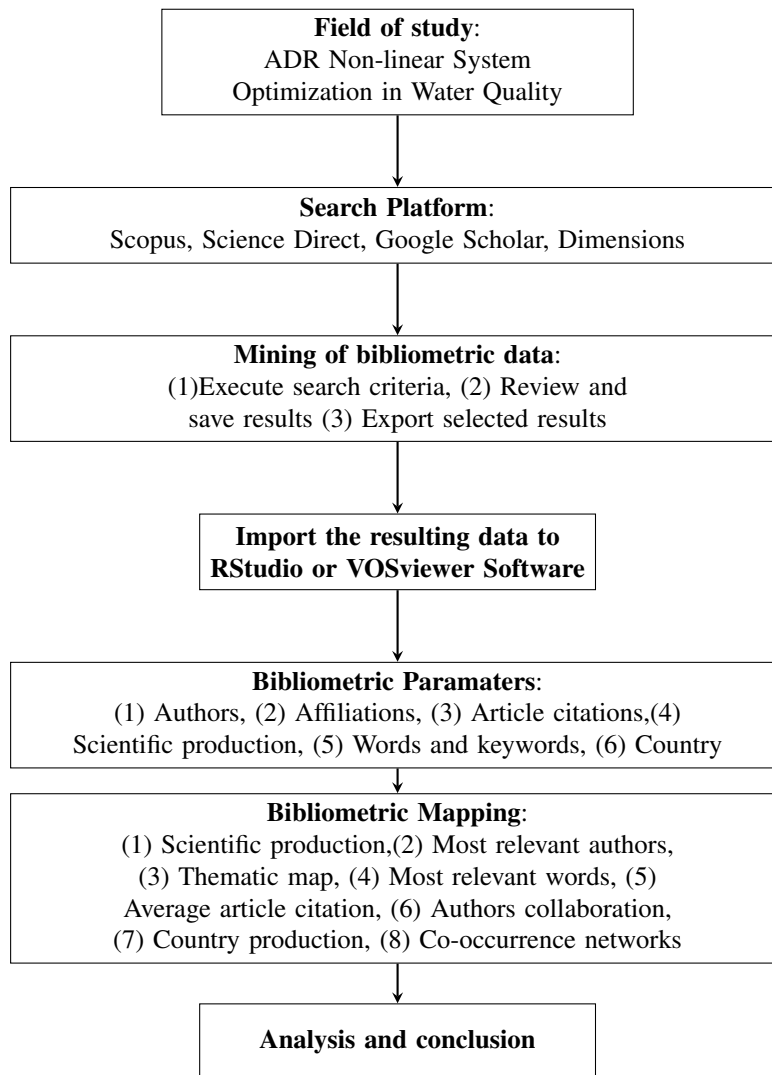 Field of study:
ADR Non-linear System
Optimization in Water Quality
Search Platform:
Scopus, Science Direct, Google Scholar, Dimensions
Mining of bibliometric data:
(1)Execute search criteria, (2) Review and
save results (3) Export selected results
Import the resulting data to
RStudio or VOSviewer Software
Bibliometric Paramaters:
(1) Authors, (2) Affiliations, (3) Article citations,(4)
Scientific production, (5) Words and keywords, (6) Country
Bibliometric Mapping:
(1) Scientific production,(2) Most relevant authors,
(3) Thematic map, (4) Most relevant words, (5)
Average article citation, (6) Authors collaboration,
(7) Country production, (8) Co-occurrence networks
Analysis and conclusion